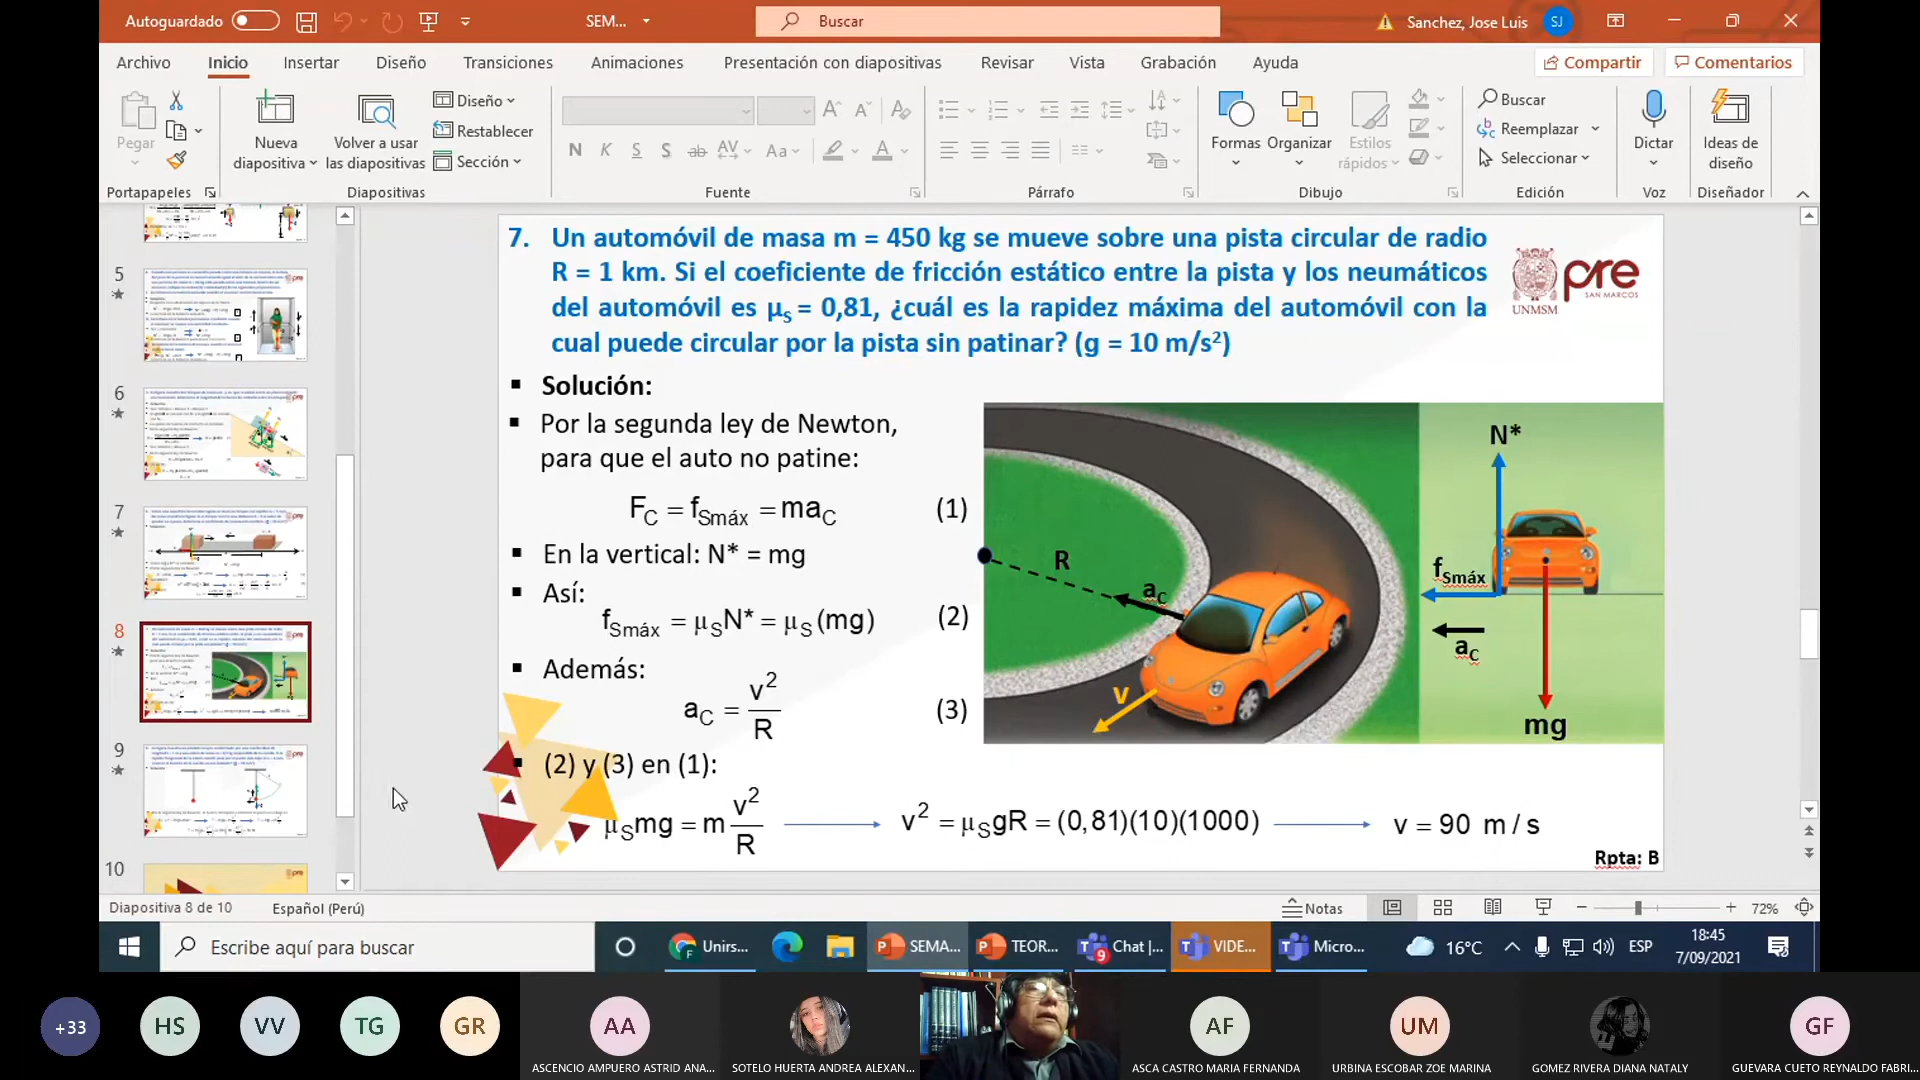 Autoguardado
SEM...
Buscar
Sanchez, Jose Luis
SJ
Archivo Inicio Insertar Diseño Transiciones Animaciones Presentación con diapositivas Revisar Vista Grabación Ayuda
Compartir
Comentarios
Pegar
Nueva diapositiva
Volver a usar las diapositivas
Diseño
Restablecer
Sección
N K S S ab AV Aa A
Formas
Organizar
Estilos rápidos
Buscar
Reemplazar
Seleccionar
Dictar
Ideas de diseño
Portapapeles Diapositivas Fuente Párrafo Dibujo Edición Voz Diseñador
5
6
7
8
9
10
7. Un automóvil de masa m = 450 kg se mueve sobre una pista circular de radio
R = 1 km. Si el coeficiente de fricción estático entre la pista y los neumáticos
del automóvil es μS = 0,81, ¿cuál es la rapidez máxima del automóvil con la
cual puede circular por la pista sin patinar? (g = 10 m/s²)
UNMSM
pre
SAN MARCOS
▪ Solución:
▪ Por la segunda ley de Newton,
para que el auto no patine:
FC = fSmáx = maC (1)
▪ En la vertical: N* = mg
▪ Así:
fSmáx = μSN* = μS(mg) (2)
▪ Además:
aC = v²/R (3)
▪ (2) y (3) en (1):
μSmg = m v²/R
v² = μSgR = (0,81)(10)(1000)
v = 90 m/s
Rpta: B
R
aC
v
N*
fSmáx
aC
mg
Diapositiva 8 de 10
Español (Perú)
Notas
72%
Escribe aquí para buscar
Unirs...
SEMA...
TEOR...
Chat |...
9
VIDE...
Micro...
16°C
ESP
18:45
7/09/2021
+33
HS
VV
TG
GR
AA
ASCENCIO AMPUERO ASTRID ANA...
SOTELO HUERTA ANDREA ALEXAN...
AF
ASCA CASTRO MARIA FERNANDA
UM
URBINA ESCOBAR ZOE MARINA
GOMEZ RIVERA DIANA NATALY
GF
GUEVARA CUETO REYNALDO FABRI...